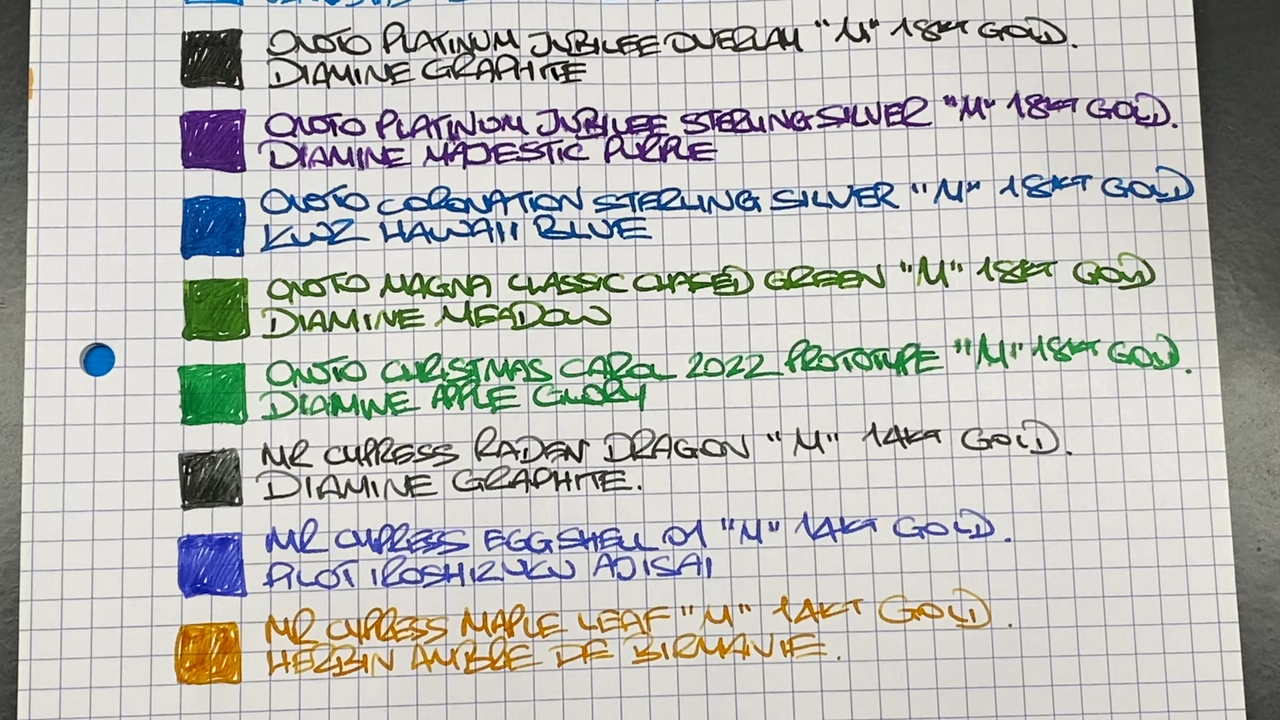 ONOTO PLATINUM JUBILEE OVERLAY "M" 18KT GOLD.
DIAMINE GRAPHITE
ONOTO PLATINUM JUBILEE STERLING SILVER "M" 18KT GOLD.
DIAMINE MAJESTIC PURPLE
ONOTO CORONATION STERLING SILVER "M" 18KT GOLD
KWZ HAWAII BLUE
ONOTO MAGNA CLASSIC CHASED GREEN "M" 18KT GOLD
DIAMINE MEADOW
ONOTO CHRISTMAS CAROL 2022 PROTOTYPE "M" 18KT GOLD.
DIAMINE APPLE GLORY
MR CYPRESS RADEN DRAGON "M" 14KT GOLD.
DIAMINE GRAPHITE.
MR CYPRESS EGGSHELL 01 "M" 14KT GOLD.
PILOT IROSHIZUKU AJISAI
MR CYPRESS MAPLE LEAF "M" 14KT GOLD.
HERBIN AMBRE DE BIRMANIE.